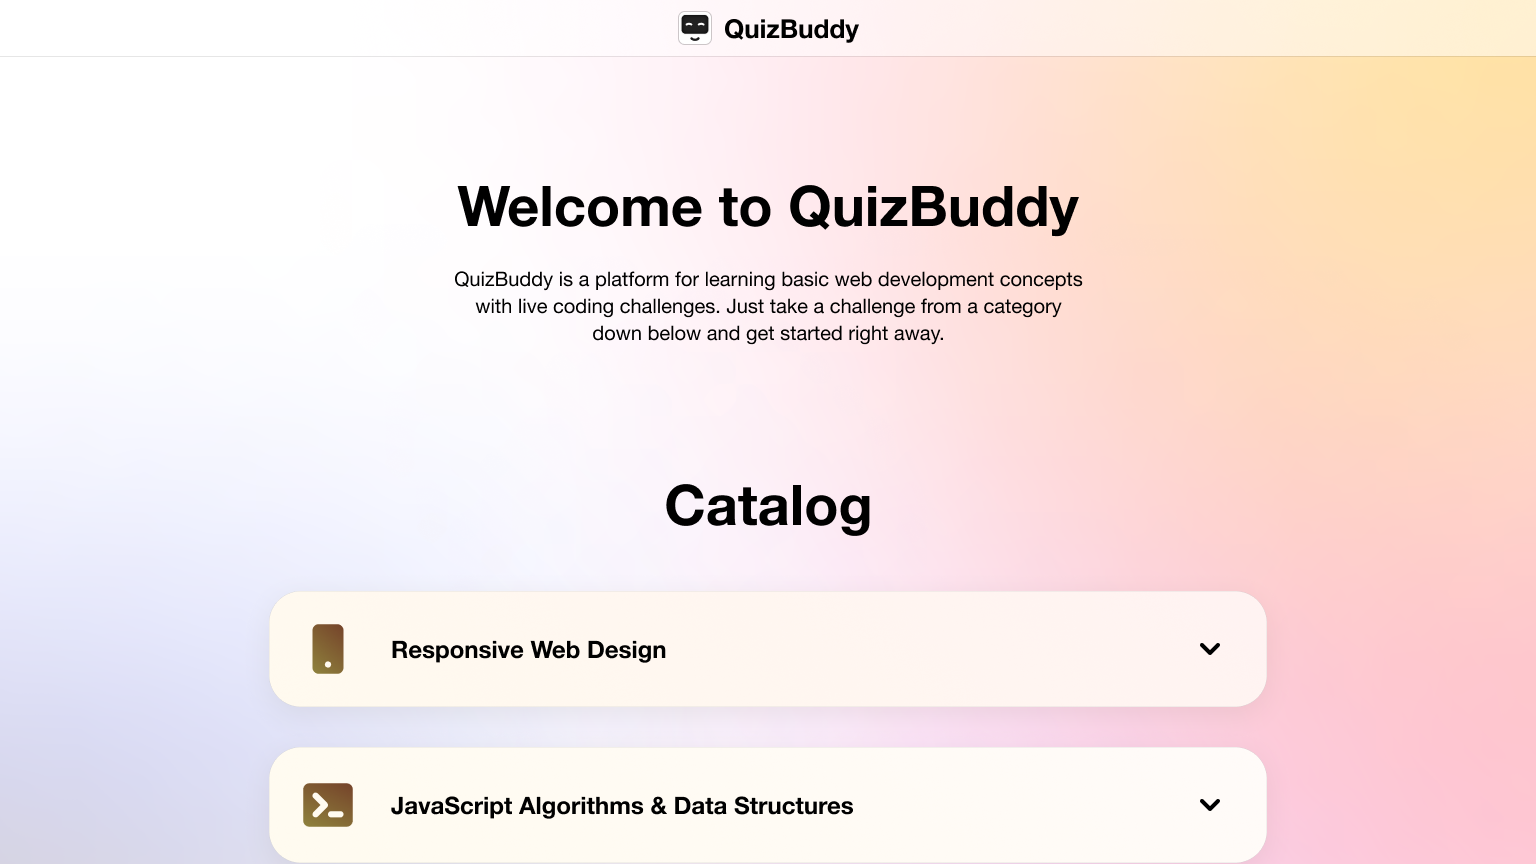 QuizBuddy
Welcome to QuizBuddy
QuizBuddy is a platform for learning basic web development concepts
with live coding challenges. Just take a challenge from a category
down below and get started right away.
Catalog
Responsive Web Design
JavaScript Algorithms & Data Structures